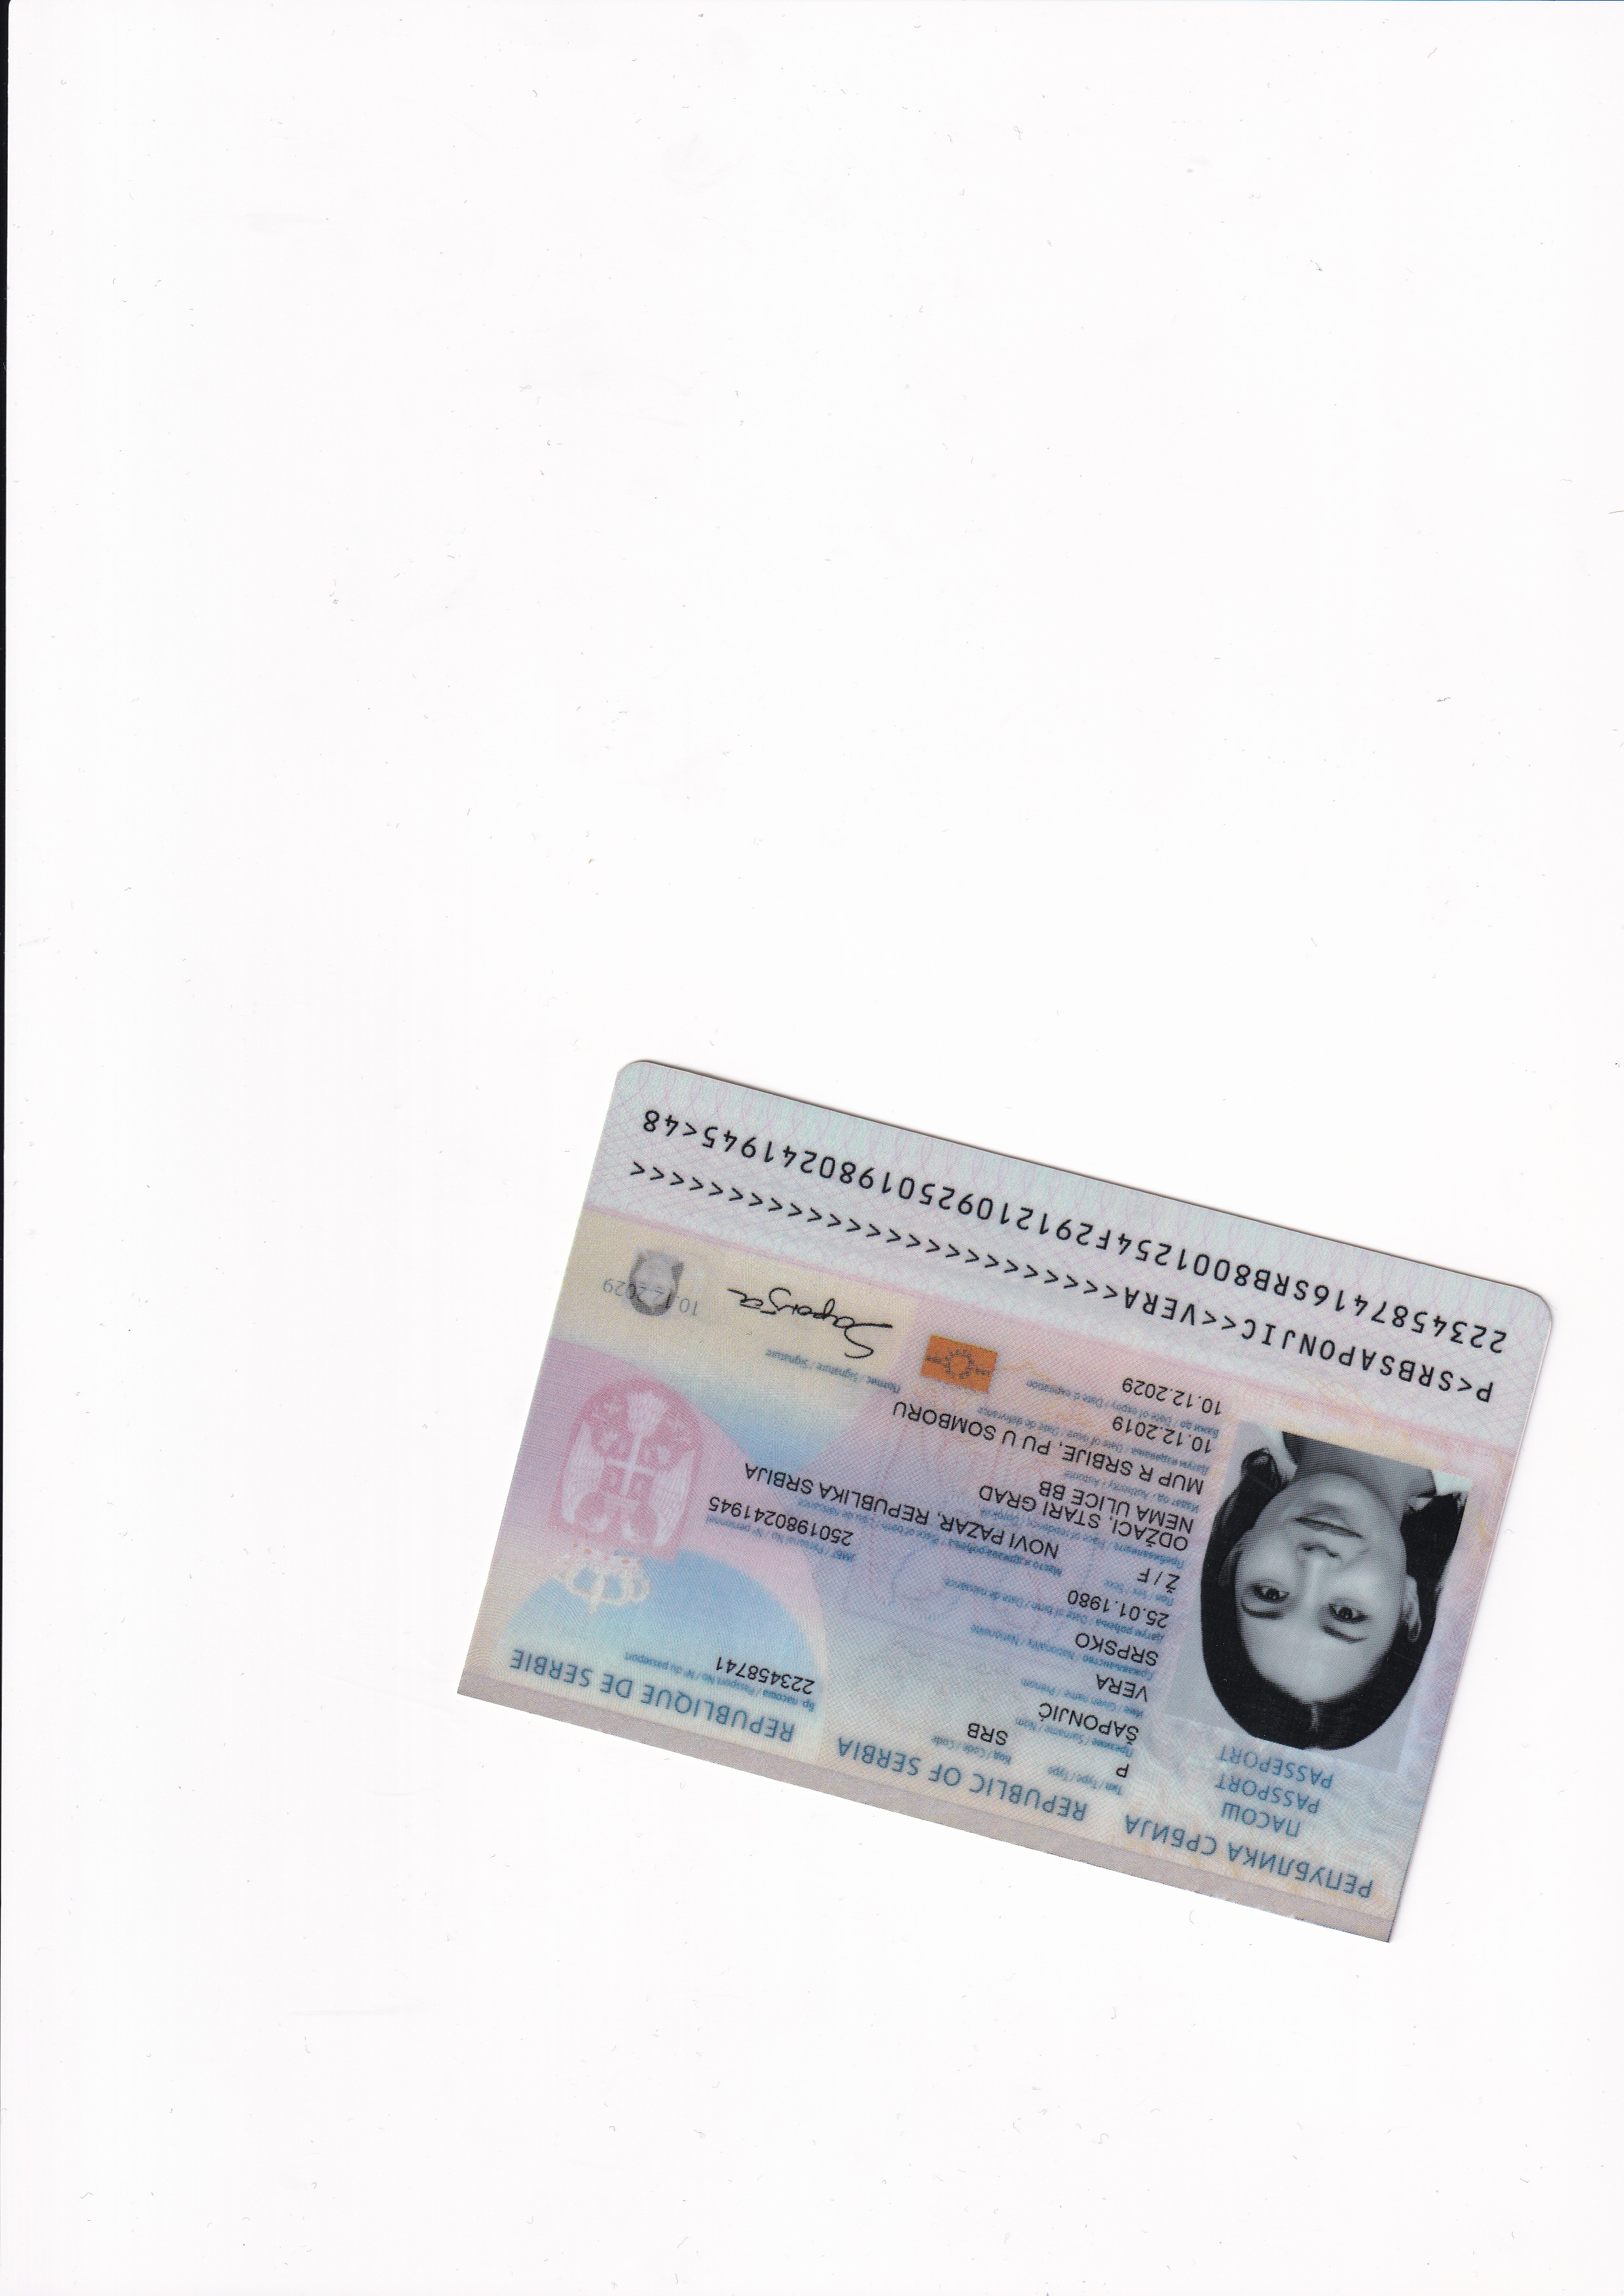 РЕПУБЛИКА СРБИЈА REPUBLIC OF SERBIA REPUBLIQUE DE SERBIE
ПАСОШ
PASSPORT
PASSEPORT
Тип / Type / Type
P
Код / Code / Code
SRB
Бр. пасоша / Passport No / Nº du passeport
223458741
Презиме / Surname / Nom
ŠAPONJIĆ
Име / Given name / Prénom
VERA
Држављанство / Nationality / Nationalité
SRPSKO
Датум рођења / Date of birth / Date de naissance
25.01.1980
ЈМБГ / Personal No / Nº personnel
2501980241945
Пол / Sex / Sexe
Ž / F
Место и држава рођења / Place of birth / Lieu de naissance
NOVI PAZAR, REPUBLIKA SRBIJA
Пребивалиште / Place of residence / Domicile
ODŽACI, STARI GRAD
NEMA ULICE BB
Издат од / Authority / Autorité
MUP R SRBIJE, PU U SOMBORU
Датум издавања / Date of issue / Date de délivrance
10.12.2019
Важи до / Date of expiry / Date d'expiration
10.12.2029
Потпис / Signature / Signature
10.12.2029
P<SRBSAPONJIC<<VERA<<<<<<<<<<<<<<<<<<<<<<<<<
2234587416SRB8001254F29121092501980241945<48